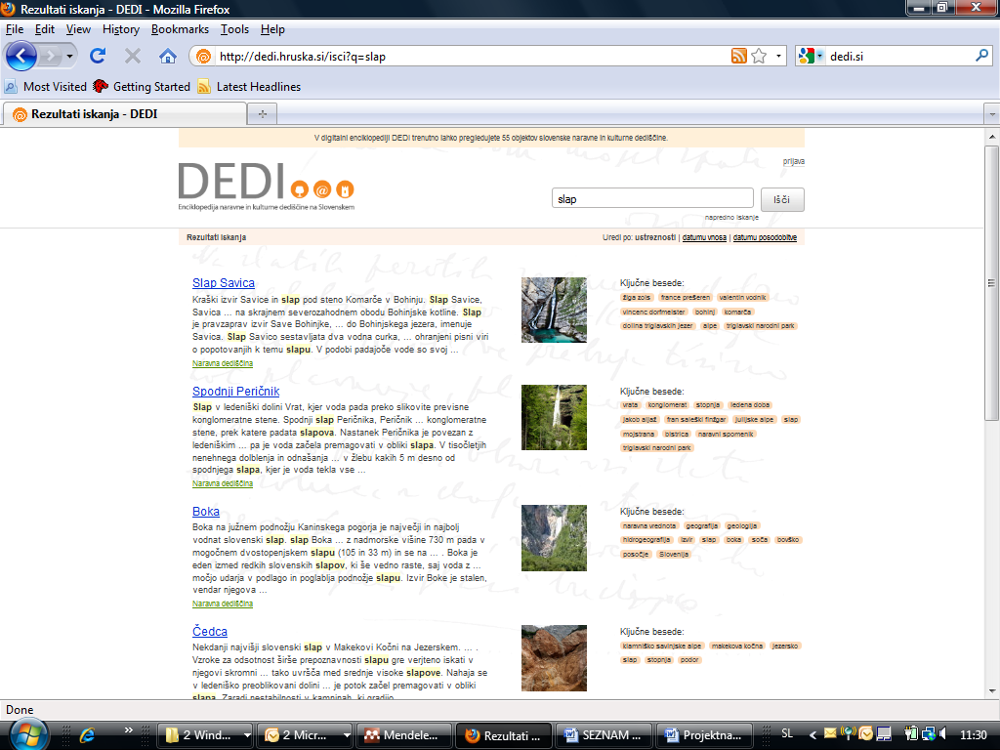 Rezultati iskanja - DEDI - Mozilla Firefox
File Edit View History Bookmarks Tools Help
http://dedi.hruska.si/isci?q=slap
dedi.si
Most Visited Getting Started Latest Headlines
Rezultati iskanja - DEDI
V digitalni enciklopediji DEDI trenutno lahko pregledujete 55 objektov slovenske naravne in kulturne dediščine.
prijava
DEDI
Enciklopedija naravne in kulturne dediščine na Slovenskem
slap
Išči
napredno iskanje
Rezultati iskanja
Uredi po: ustreznosti | datumu vnosa | datumu posodobitve
Slap Savica
Kraški izvir Savice in slap pod steno Komarče v Bohinju. Slap Savice,
Savica ... na skrajnem severozahodnem obodu Bohinjske kotline. Slap
je pravzaprav izvir Save Bohinjke, ... do Bohinjskega jezera, imenuje
Savica. Slap Savico sestavljata dva vodna curka, ... ohranjeni pisni viri
o popotovanjih k temu slapu. V podobi padajoče vode so svoj ...
Naravna dediščina
Ključne besede:
žiga zois france prešeren valentin vodnik
vincenc dorfmeister bohinj komarča
dolina triglavskih jezer alpe triglavski narodni park
Spodnji Peričnik
Slap v ledeniški dolini Vrat, kjer voda pada preko slikovite previsne
konglomeratne stene. Spodnji slap Peričnika, Peričnik ... konglomeratne
stene, prek katere padata slapova. Nastanek Peričnika je povezan z
ledeniškim ... pa je voda začela premagovati v obliki slapa. V tisočletjih
nenehnega dolblenja in odnašanja ... v žlebu kakih 5 m desno od
spodnjega slapa, kjer je voda tekla vse ...
Naravna dediščina
Ključne besede:
vrata konglomerat stopnja ledena doba
jakob aljaž fran saleški finžgar julijske alpe slap
mojstrana bistrica naravni spomenik
triglavski narodni park
Boka
Boka na južnem podnožju Kaninskega pogorja je največji in najbolj
vodnat slovenski slap. slap Boka ... z nadmorske višine 730 m pada v
mogočnem dvostopenjskem slapu (105 in 33 m) in se na ... . Boka je
eden izmed redkih slovenskih slapov, ki še vedno raste, saj voda z ...
močjo udarja v podlago in poglablja podnožje slapu. Izvir Boke je stalen,
vendar njegova ...
Naravna dediščina
Ključne besede:
naravna vrednota geografija geologija
hidrogeografija izvir slap boka soča bovško
posočje Slovenija
Čedca
Nekdanji najvišji slovenski slap v Makekovi Kočni na Jezerskem. ... .
Vzroke za odsotnost širše prepoznavnosti slapu gre verjteno iskati v
njegovi skromni ... tako uvršča med srednje visoke slapove. Nahaja se
v ledeniško preoblikovani dolini ... je potok začel premagovati v obliki
slapa. Zaradi nestabilnosti v kamninah, ki gradijo
Ključne besede:
kamniško savinjske alpe makekova kočna jezersko
slap stopnja podor
Done
2 Wind... 2 Micr... Mendele... Rezultati ... SEZNAM ... Projektna... SL 11:30